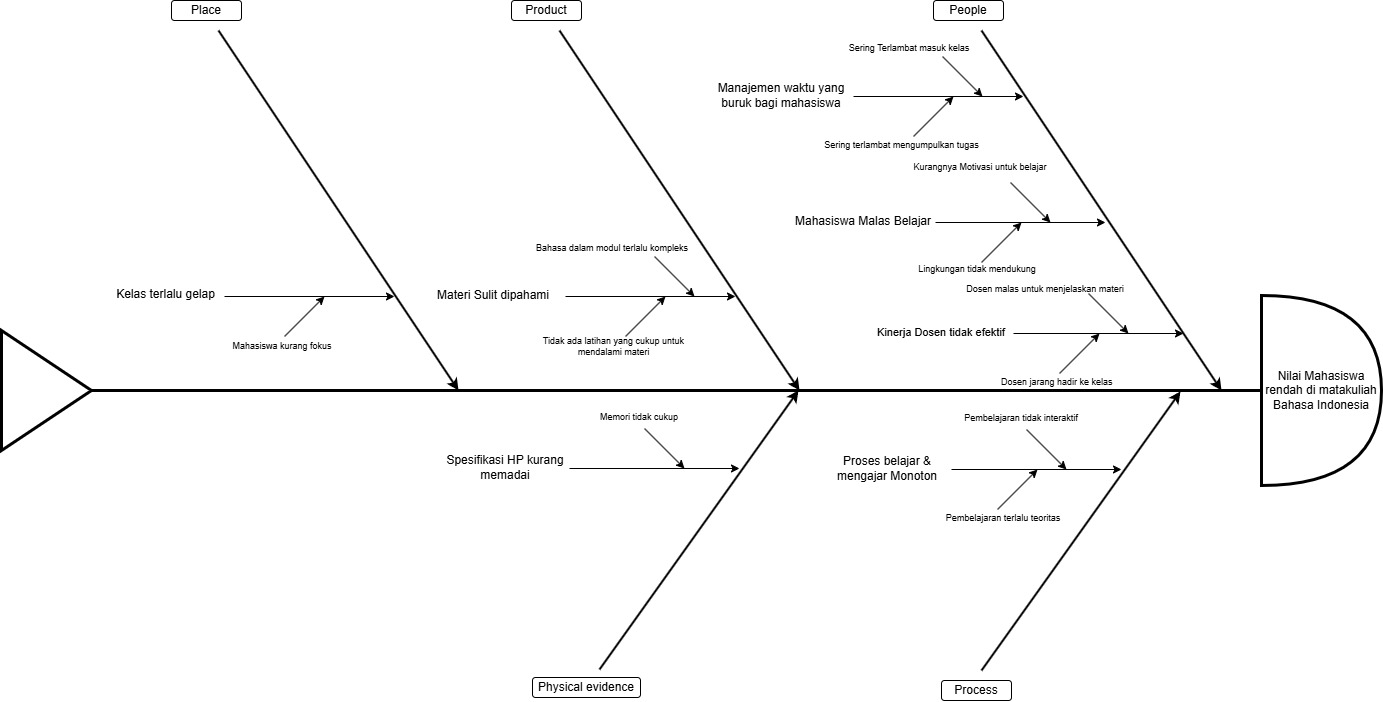 Place
Product
People
Sering Terlambat masuk kelas
Manajemen waktu yang
buruk bagi mahasiswa
Sering terlambat mengumpulkan tugas
Kurangnya Motivasi untuk belajar
Mahasiswa Malas Belajar
Lingkungan tidak mendukung
Bahasa dalam modul terlalu kompleks
Dosen malas untuk menjelaskan materi
Kelas terlalu gelap
Materi Sulit dipahami
Kinerja Dosen tidak efektif
Mahasiswa kurang fokus
Tidak ada latihan yang cukup untuk
mendalami materi
Dosen jarang hadir ke kelas
Nilai Mahasiswa
rendah di matakuliah
Bahasa Indonesia
Memori tidak cukup
Pembelajaran tidak interaktif
Spesifikasi HP kurang
memadai
Proses belajar &
mengajar Monoton
Pembelajaran terlalu teoritas
Physical evidence
Process